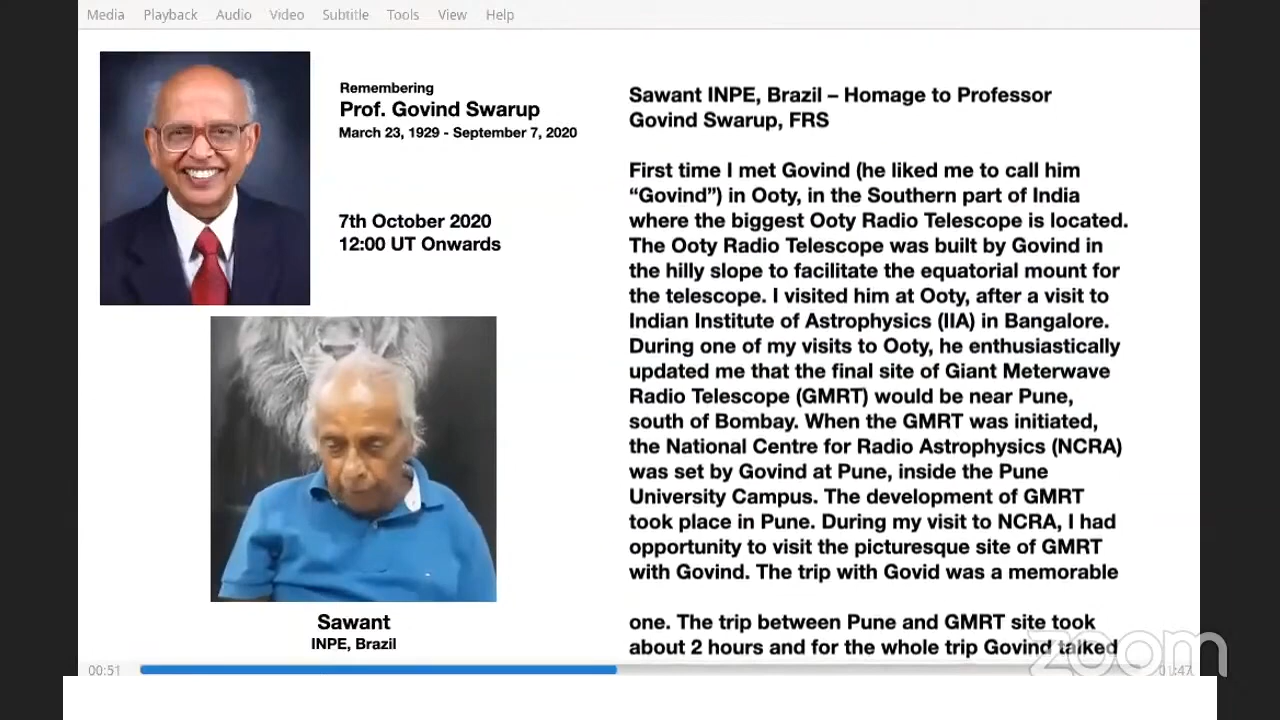 Media Playback Audio Video Subtitle Tools View Help
Remembering
Prof. Govind Swarup
March 23, 1929 - September 7, 2020
7th October 2020
12:00 UT Onwards
Sawant
INPE, Brazil
Sawant INPE, Brazil – Homage to Professor
Govind Swarup, FRS
First time I met Govind (he liked me to call him
“Govind”) in Ooty, in the Southern part of India
where the biggest Ooty Radio Telescope is located.
The Ooty Radio Telescope was built by Govind in
the hilly slope to facilitate the equatorial mount for
the telescope. I visited him at Ooty, after a visit to
Indian Institute of Astrophysics (IIA) in Bangalore.
During one of my visits to Ooty, he enthusiastically
updated me that the final site of Giant Meterwave
Radio Telescope (GMRT) would be near Pune,
south of Bombay. When the GMRT was initiated,
the National Centre for Radio Astrophysics (NCRA)
was set by Govind at Pune, inside the Pune
University Campus. The development of GMRT
took place in Pune. During my visit to NCRA, I had
opportunity to visit the picturesque site of GMRT
with Govind. The trip with Govid was a memorable
one. The trip between Pune and GMRT site took
about 2 hours and for the whole trip Govind talked
zoom
00:51
01:47